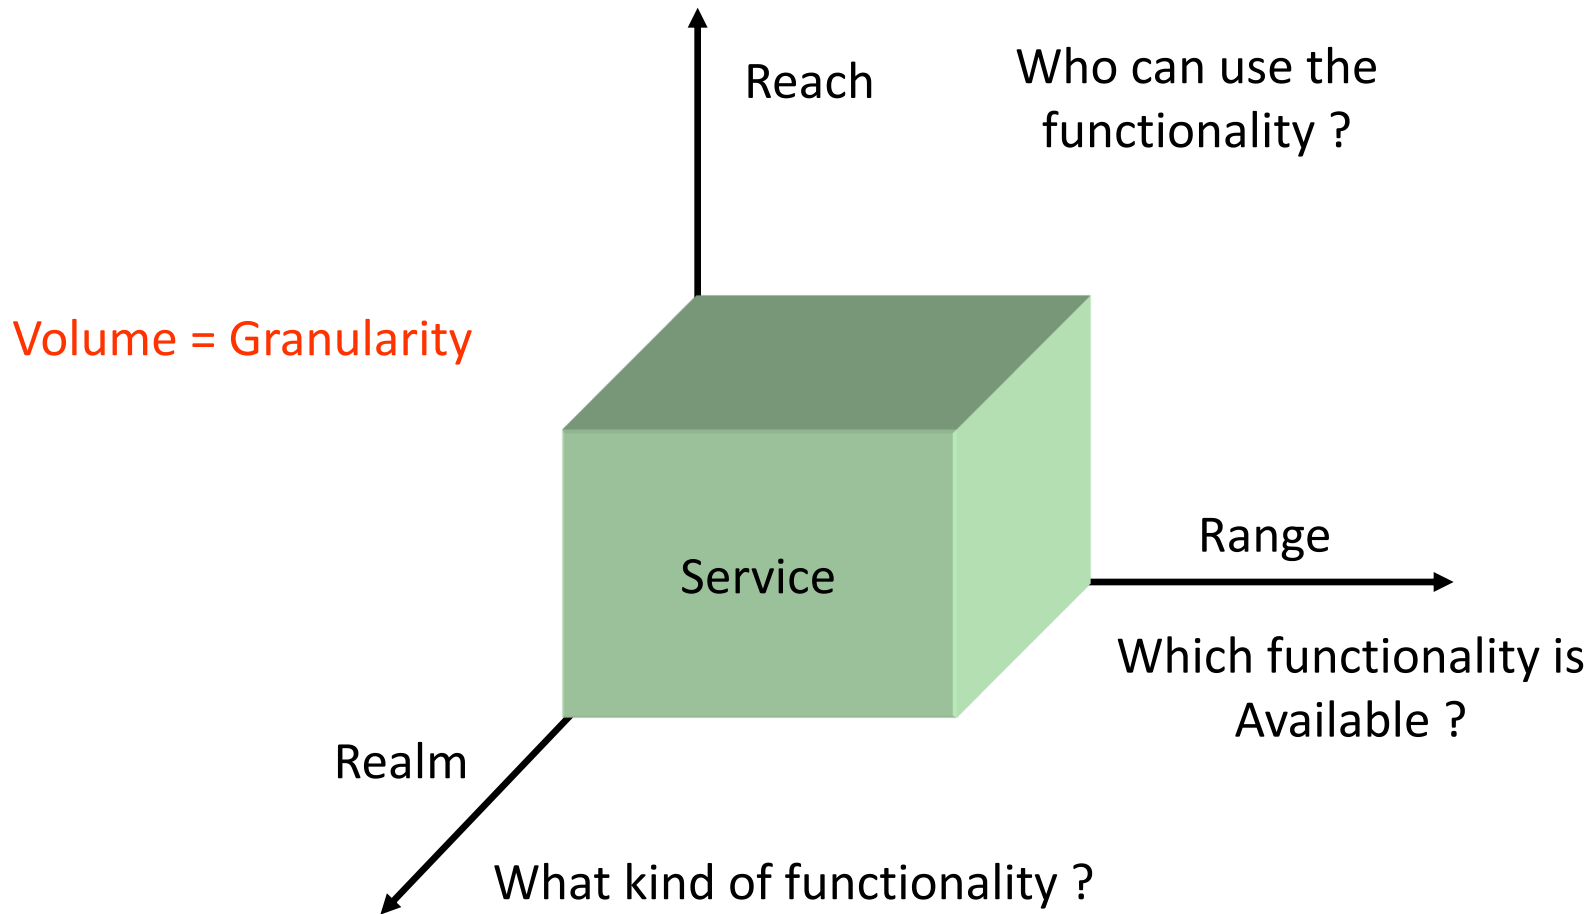 Reach
Who can use the
functionality ?
Volume = Granularity
Service
Range
Which functionality is
Available ?
Realm
What kind of functionality ?